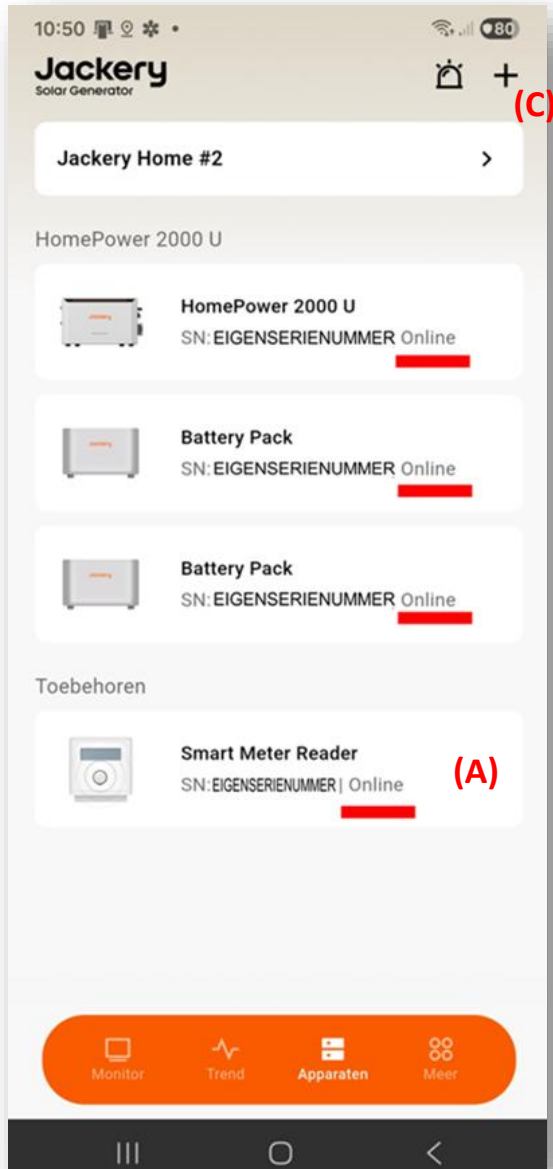 10:50
80
Jackery
Solar Generator
(C)
Jackery Home #2
HomePower 2000 U
HomePower 2000 U
SN: EIGENSERIENUMMER Online
Battery Pack
SN: EIGENSERIENUMMER Online
Battery Pack
SN: EIGENSERIENUMMER Online
Toebehoren
Smart Meter Reader
SN: EIGENSERIENUMMER | Online
(A)
Monitor Trend Apparaten Meer